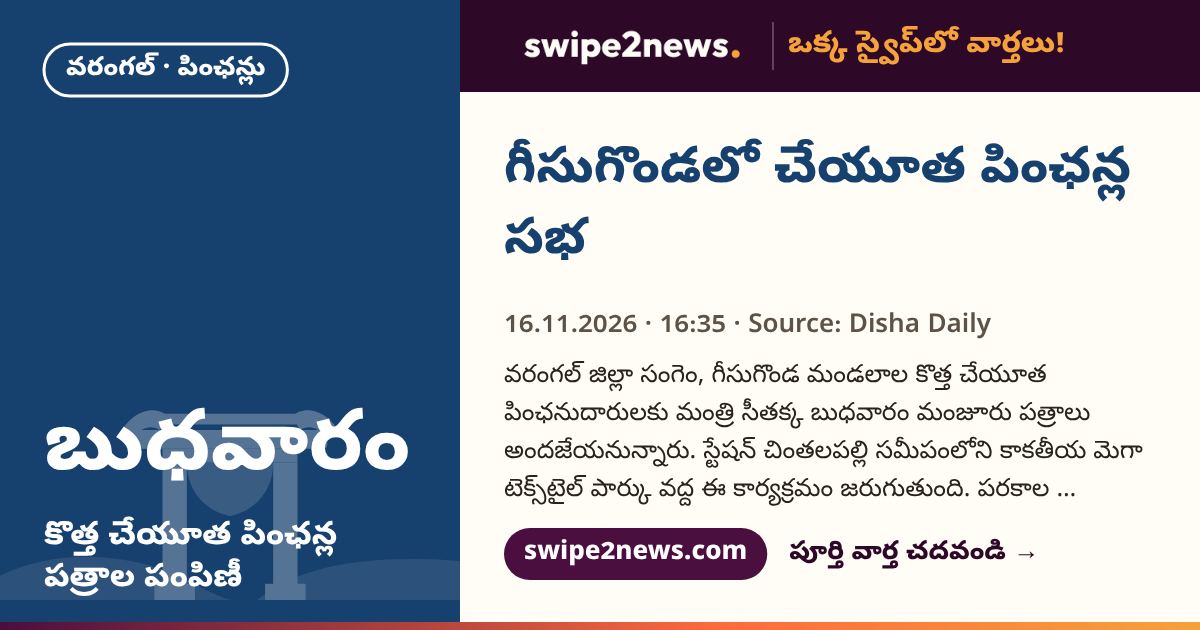 వరంగల్ · పింఛన్లు
బుధవారం
కొత్త చేయూత పింఛన్ల
పత్రాల పంపిణీ
swipe2news.
ఒక్క స్వైప్‌లో వార్తలు!
గీసుగొండలో చేయూత పింఛన్ల
సభ
16.11.2026 · 16:35 · Source: Disha Daily
వరంగల్ జిల్లా సంగెం, గీసుగొండ మండలాల కొత్త చేయూత
పింఛనుదారులకు మంత్రి సీతక్క బుధవారం మంజూరు పత్రాలు
అందజేయనున్నారు. స్టేషన్ చింతలపల్లి సమీపంలోని కాకతీయ మెగా
టెక్స్‌టైల్ పార్కు వద్ద ఈ కార్యక్రమం జరుగుతుంది. పరకాల ...
swipe2news.com
పూర్తి వార్త చదవండి →